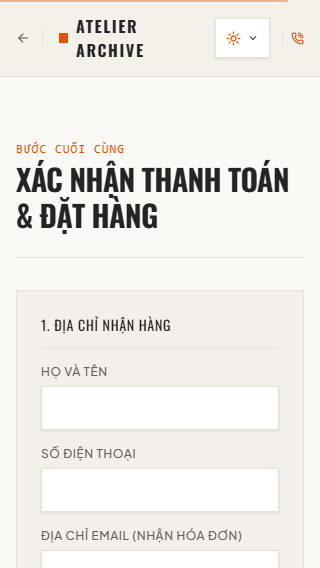 ATELIER
ARCHIVE
BƯỚC CUỐI CÙNG
XÁC NHẬN THANH TOÁN
& ĐẶT HÀNG
1. ĐỊA CHỈ NHẬN HÀNG
HỌ VÀ TÊN
SỐ ĐIỆN THOẠI
ĐỊA CHỈ EMAIL (NHẬN HÓA ĐƠN)